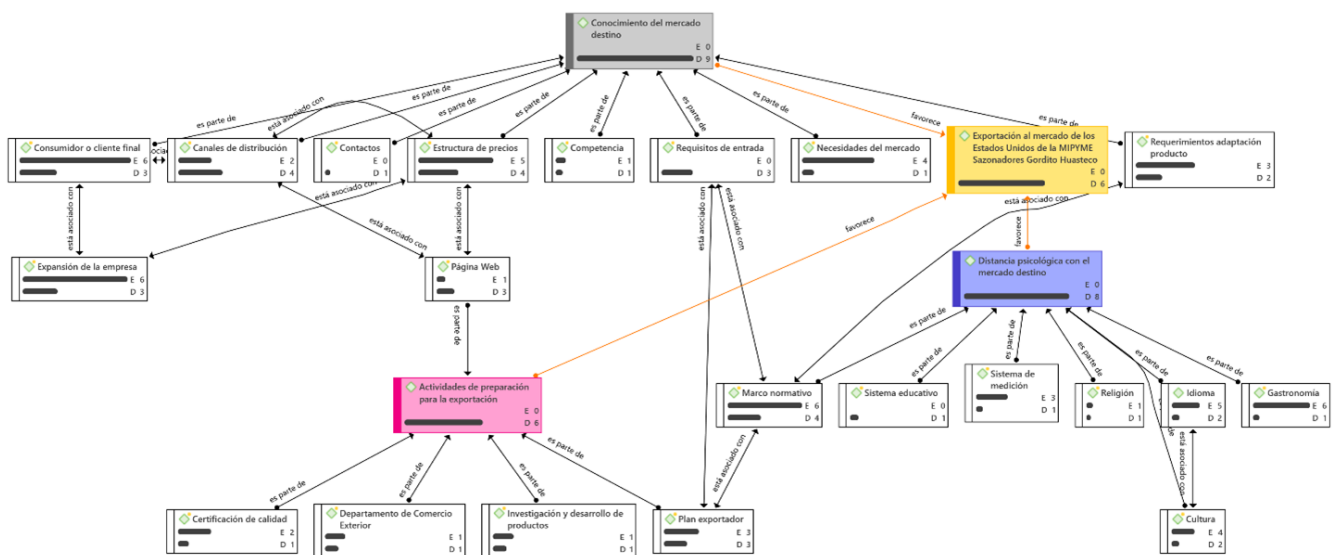 Conocimiento del mercado
destino
E 0
D 9
es parte de
está asociado con
es parte de
es parte de
es parte de
es parte de
es parte de
es parte de
favorece
es parte de
Consumidor o cliente final
E 6
D 3
Canales de distribución
E 2
D 4
Contactos
E 0
D 1
Estructura de precios
E 5
D 4
Competencia
E 1
D 1
Requisitos de entrada
E 0
D 3
Necesidades del mercado
E 4
D 1
Exportación al mercado de los
Estados Unidos de la MIPYME
Sazonadores Gordito Huasteco
E 0
D 6
Requerimientos adaptación
producto
E 3
D 2
está asociado con
está asociado con
está asociado con
está asociado con
está asociado con
está asociado con
está asociado con
favorece
favorece
Expansión de la empresa
E 6
D 3
Página Web
E 1
D 3
Distancia psicológica con el
mercado destino
E 0
D 8
es parte de
es parte de
es parte de
es parte de
es parte de
es parte de
es parte de
Actividades de preparación
para la exportación
E 0
D 6
Marco normativo
E 6
D 4
Sistema educativo
E 0
D 1
Sistema de
medición
E 3
D 1
Religión
E 1
D 1
Idioma
E 5
D 2
Gastronomía
E 6
D 1
es parte de
es parte de
es parte de
es parte de
está asociado con
está asociado con
Certificación de calidad
E 2
D 1
Departamento de Comercio
Exterior
E 1
D 1
Investigación y desarrollo de
productos
E 1
D 1
Plan exportador
E 3
D 3
Cultura
E 4
D 2